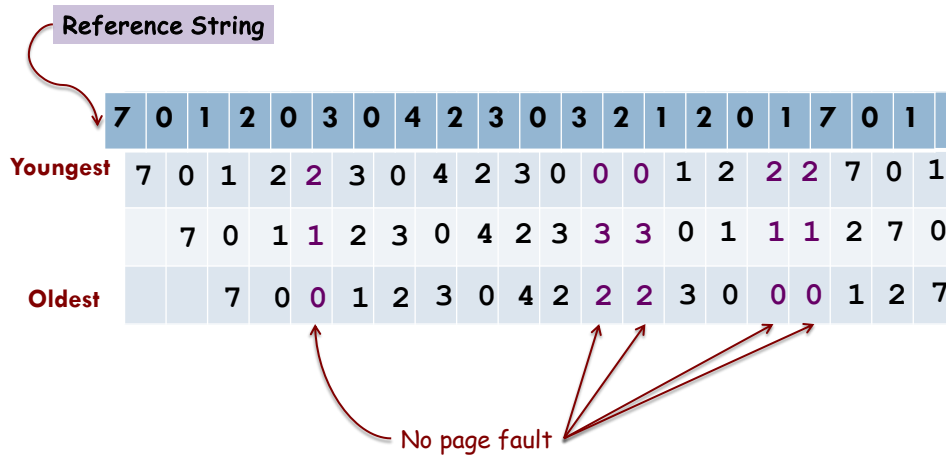 Reference String
7 0 1 2 0 3 0 4 2 3 0 3 2 1 2 0 1 7 0 1
Youngest 7 0 1 2 2 3 0 4 2 3 0 0 0 1 2 2 2 7 0 1
7 0 1 1 2 3 0 4 2 3 3 3 0 1 1 1 2 7 0
Oldest 7 0 0 1 2 3 0 4 2 2 2 3 0 0 0 1 2 7
No page fault